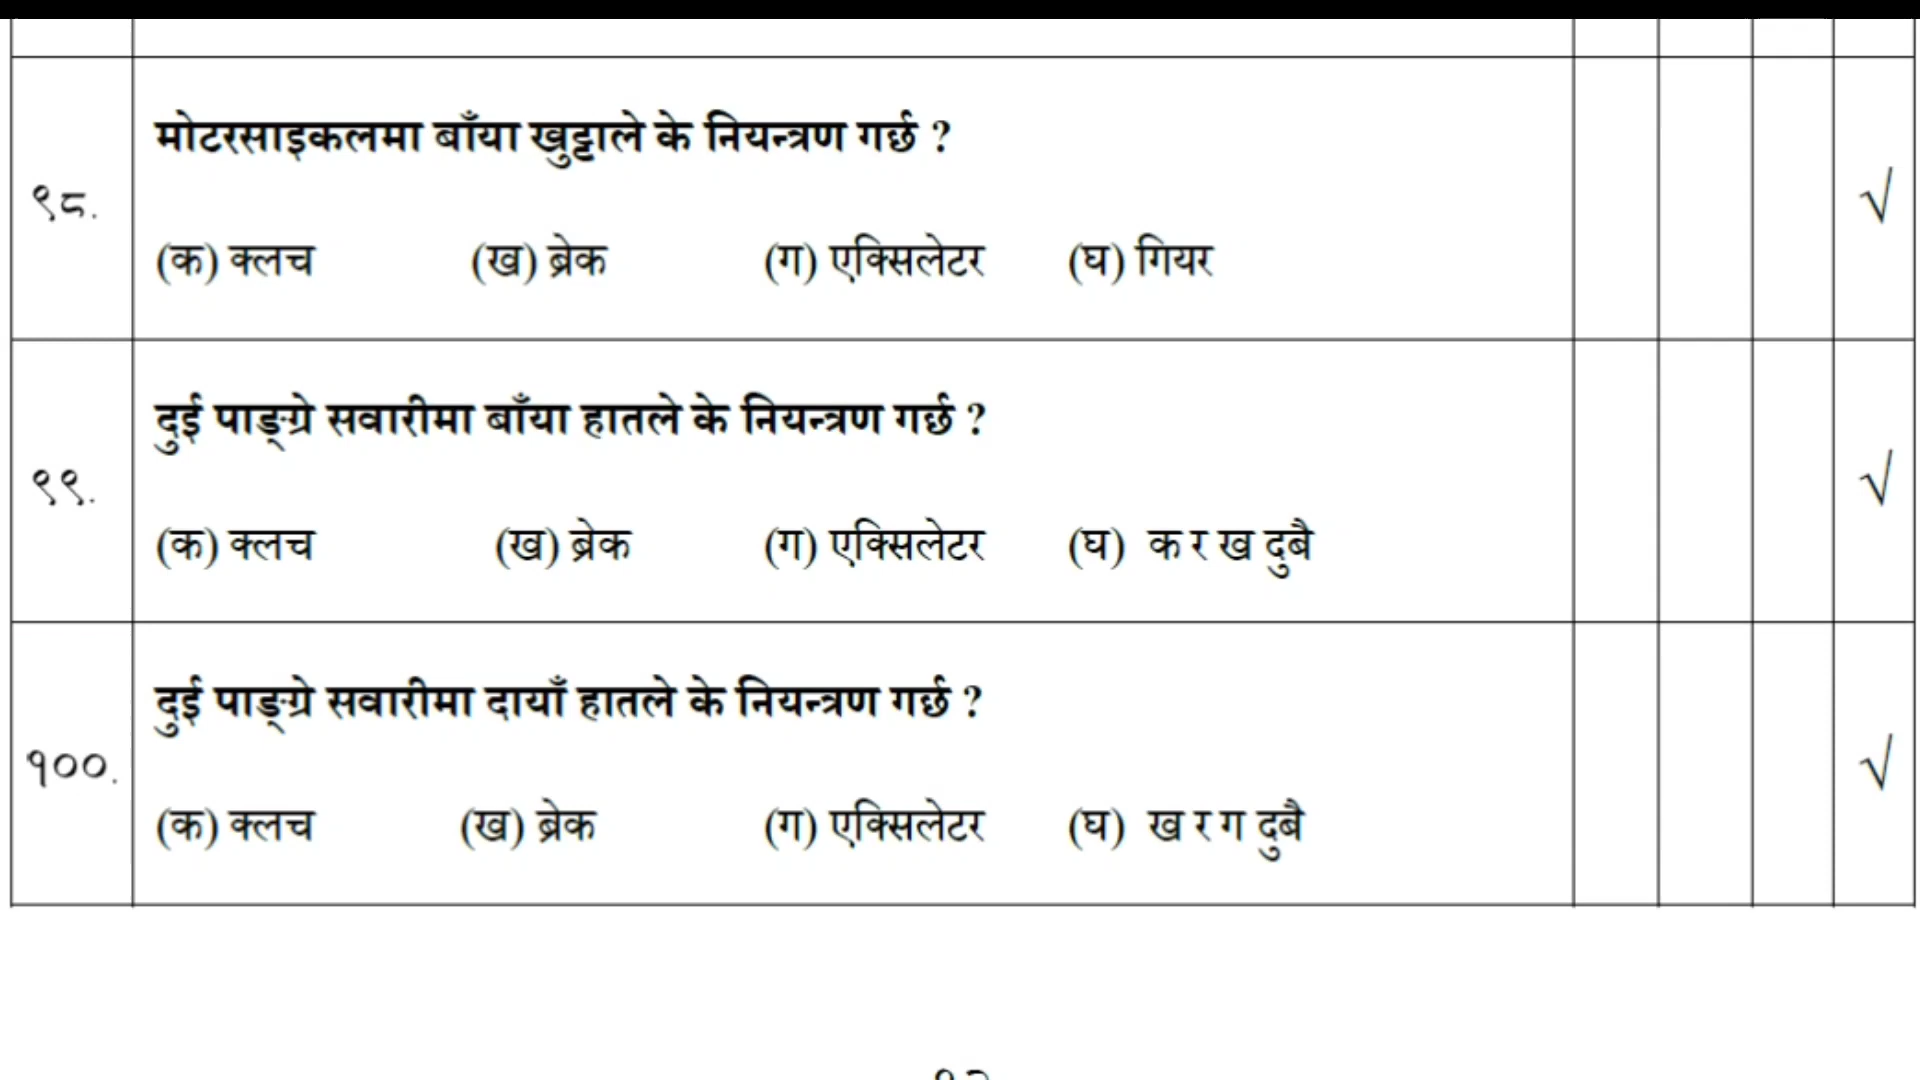 मोटरसाइकलमा बाँया खुट्टाले के नियन्त्रण गर्छ ?
९८. √
(क) क्लच (ख) ब्रेक (ग) एक्सिलेटर (घ) गियर
दुई पाङ्ग्रे सवारीमा बाँया हातले के नियन्त्रण गर्छ ?
९९. √
(क) क्लच (ख) ब्रेक (ग) एक्सिलेटर (घ) क र ख दुबै
दुई पाङ्ग्रे सवारीमा दायाँ हातले के नियन्त्रण गर्छ ?
१००. √
(क) क्लच (ख) ब्रेक (ग) एक्सिलेटर (घ) ख र ग दुबै